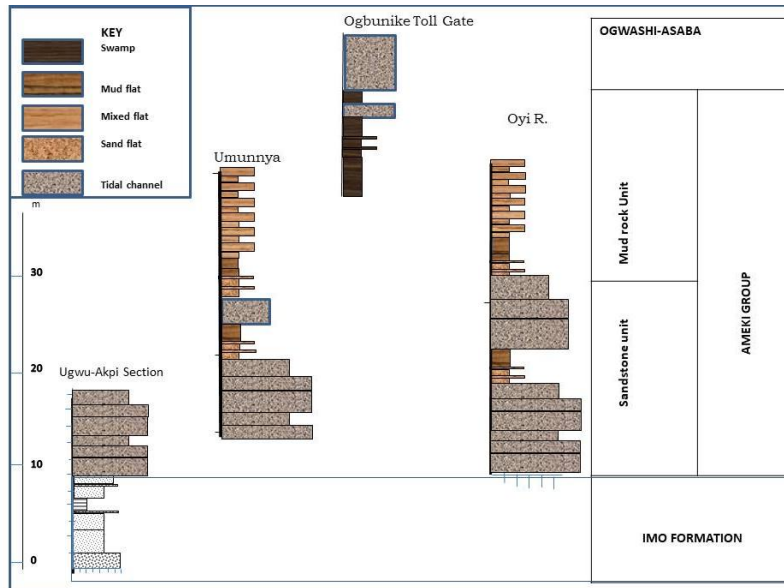 KEY
Swamp
Mud flat
Mixed flat
Sand flat
Tidal channel
m
30
20
10
0
Ugwu-Akpi Section
Umunnya
Ogbunike Toll Gate
Oyi R.
OGWASHI-ASABA
Mud rock Unit
Sandstone unit
AMEKI GROUP
IMO FORMATION